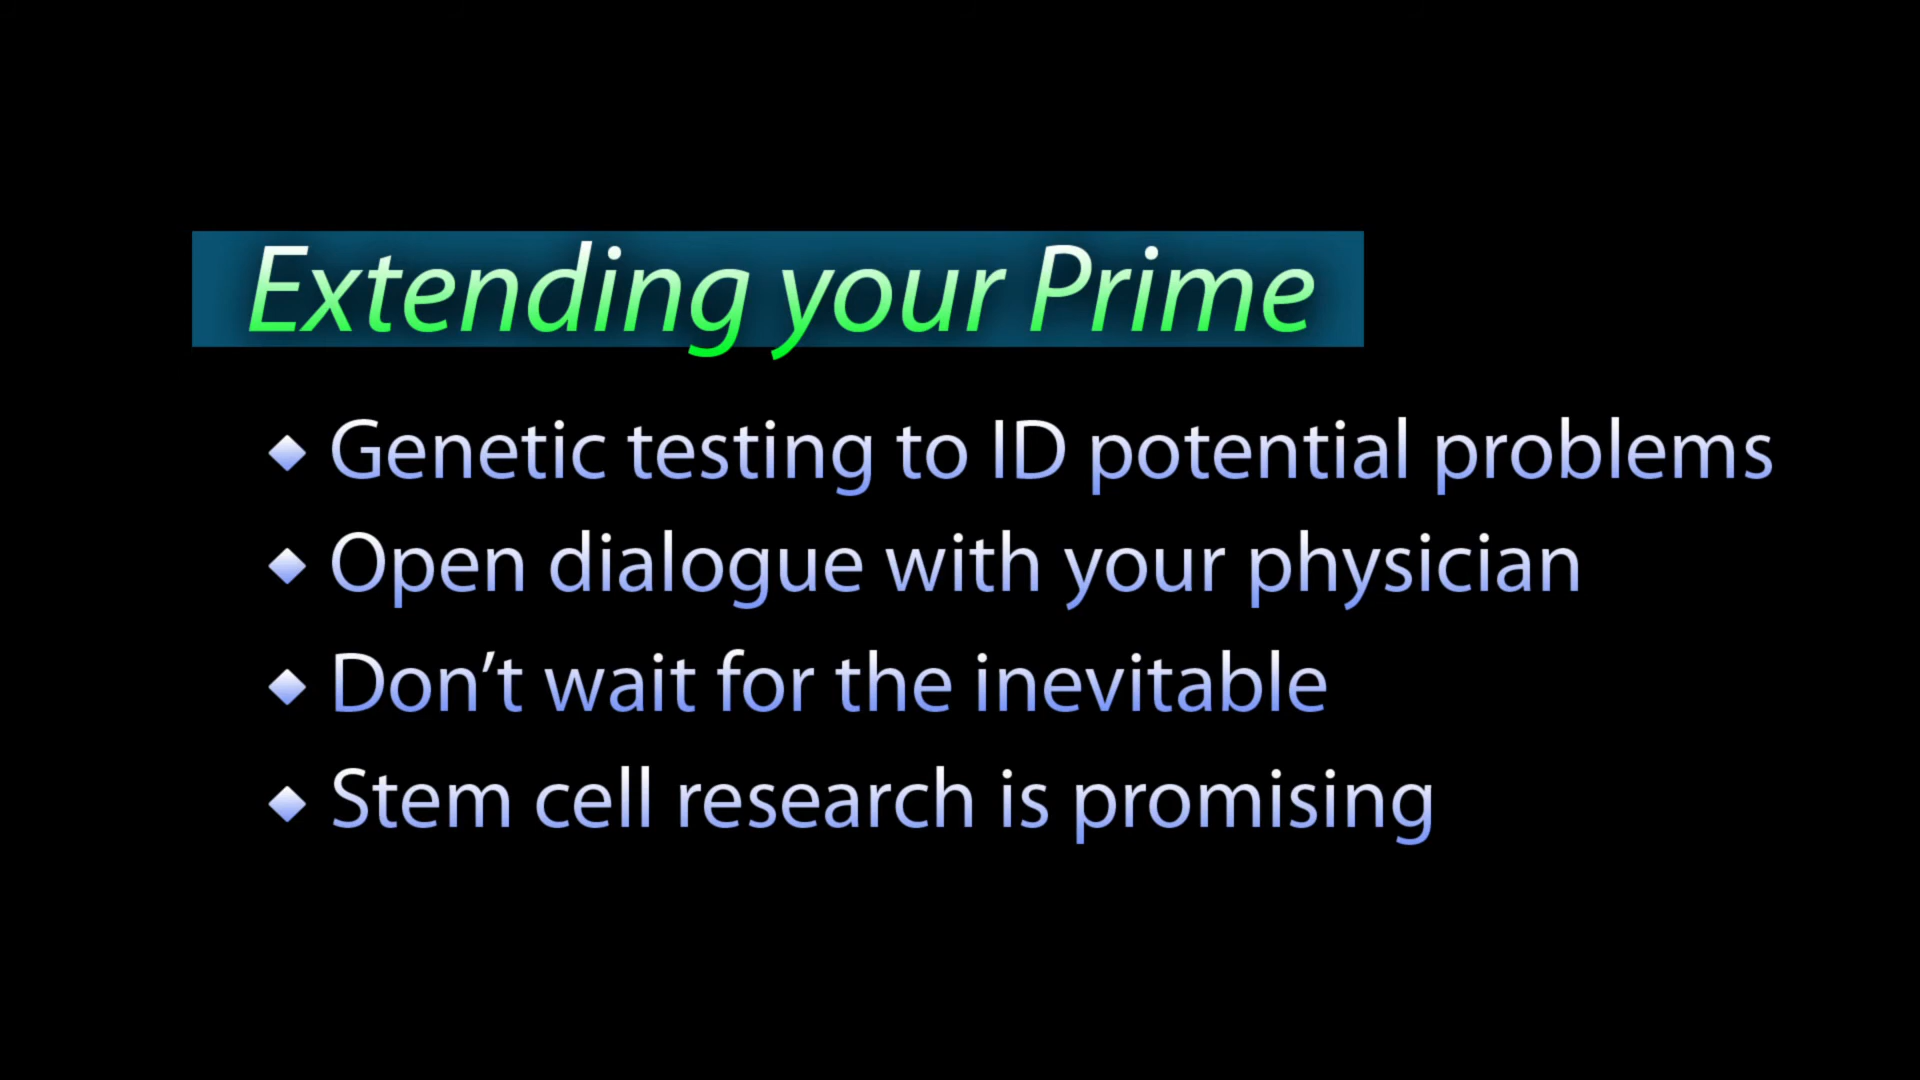 Extending your Prime
◆ Genetic testing to ID potential problems
◆ Open dialogue with your physician
◆ Don’t wait for the inevitable
◆ Stem cell research is promising